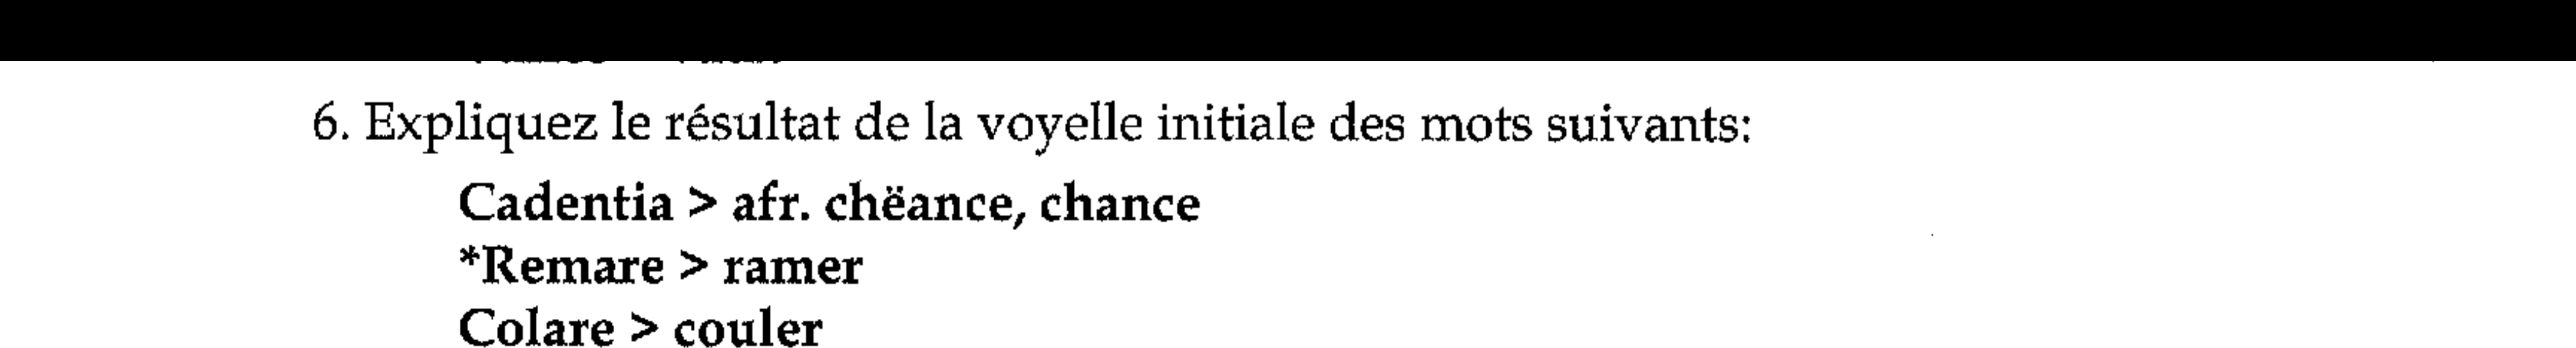 6. Expliquez le résultat de la voyelle initiale des mots suivants:
Cadentia > afr. chëance, chance
*Remare > ramer
Colare > couler